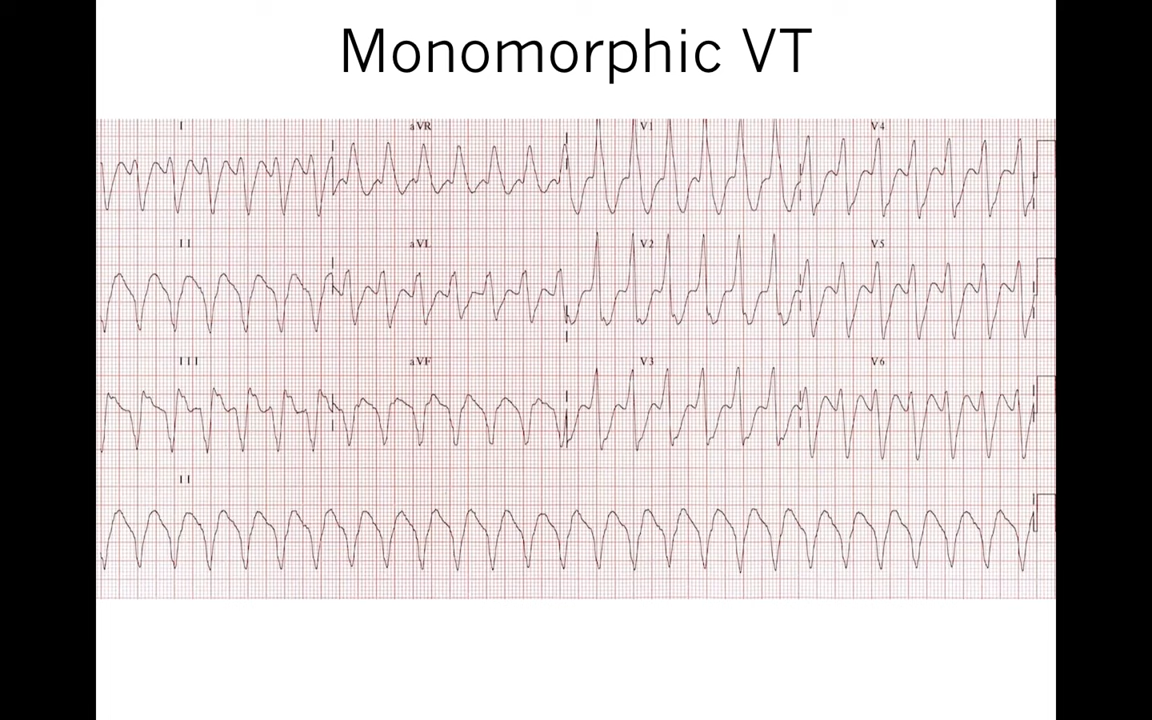 Monomorphic VT
I aVR V1 V4
II aVL V2 V5
III aVF V3 V6
II